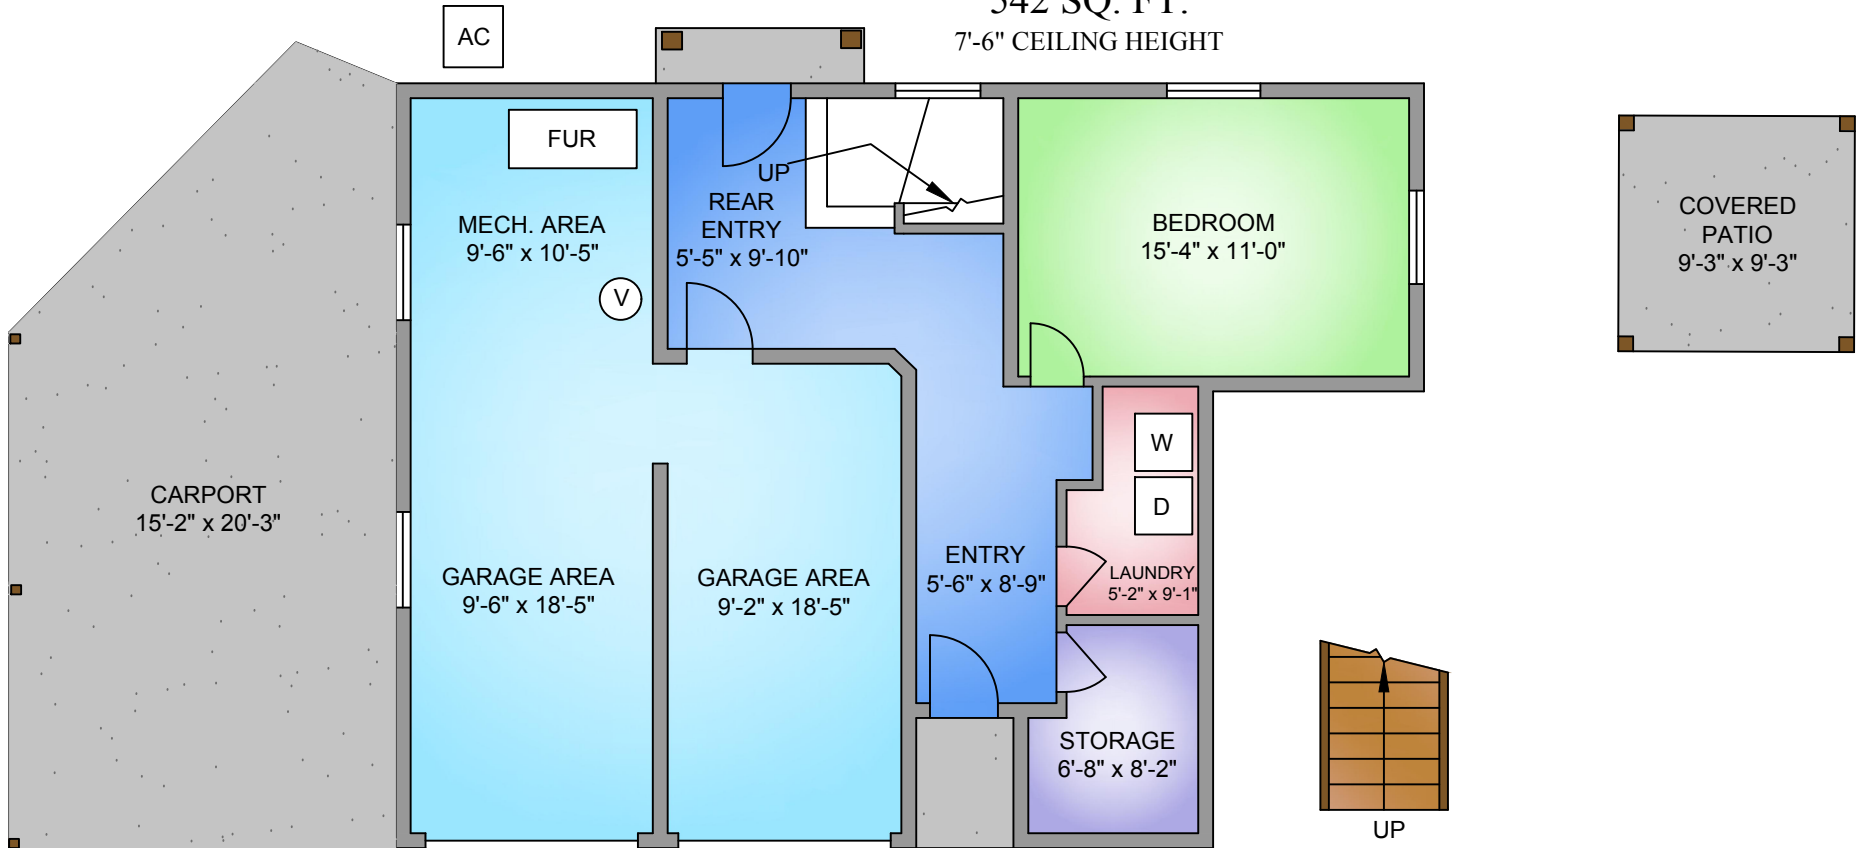 542 SQ. FT.
7'-6" CEILING HEIGHT
AC
FUR
MECH. AREA
9'-6" x 10'-5"
V
UP
REAR
ENTRY
5'-5" x 9'-10"
BEDROOM
15'-4" x 11'-0"
COVERED
PATIO
9'-3" x 9'-3"
CARPORT
15'-2" x 20'-3"
GARAGE AREA
9'-6" x 18'-5"
GARAGE AREA
9'-2" x 18'-5"
ENTRY
5'-6" x 8'-9"
W
D
LAUNDRY
5'-2" x 9'-1"
STORAGE
6'-8" x 8'-2"
UP